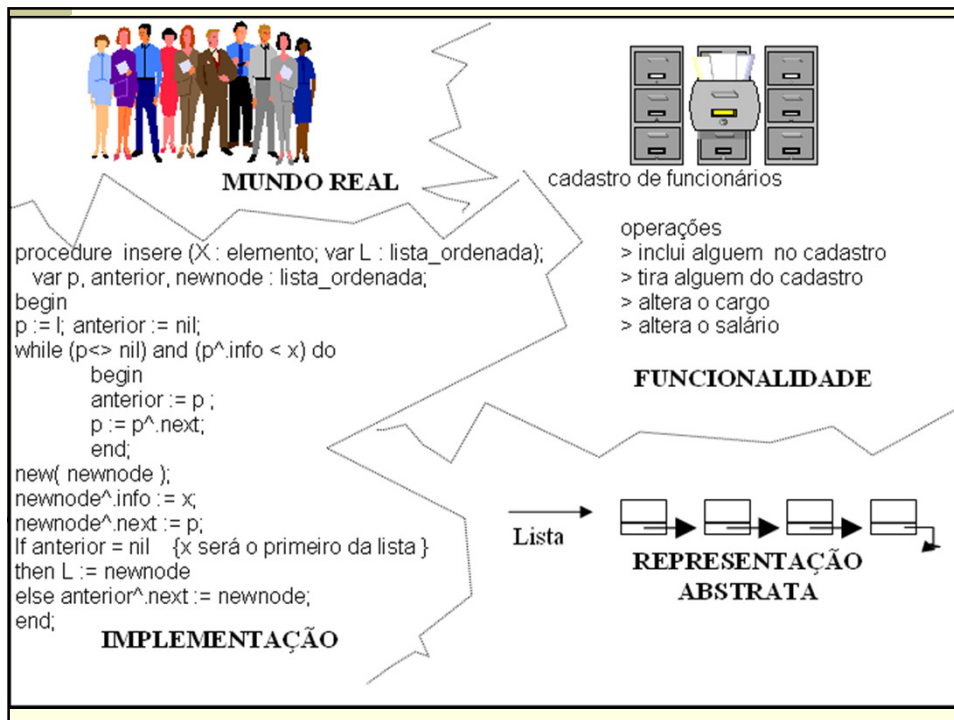 MUNDO REAL
cadastro de funcionários
operações
> inclui alguem no cadastro
> tira alguem do cadastro
> altera o cargo
> altera o salário
FUNCIONALIDADE
procedure insere (X : elemento; var L : lista_ordenada);
var p, anterior, newnode : lista_ordenada;
begin
p := l; anterior := nil;
while (p<> nil) and (p^.info < x) do
begin
anterior := p ;
p := p^.next;
end;
new( newnode );
newnode^.info := x;
newnode^.next := p;
If anterior = nil {x será o primeiro da lista }
then L := newnode
else anterior^.next := newnode;
end;
IMPLEMENTAÇÃO
Lista
REPRESENTAÇÃO
ABSTRATA